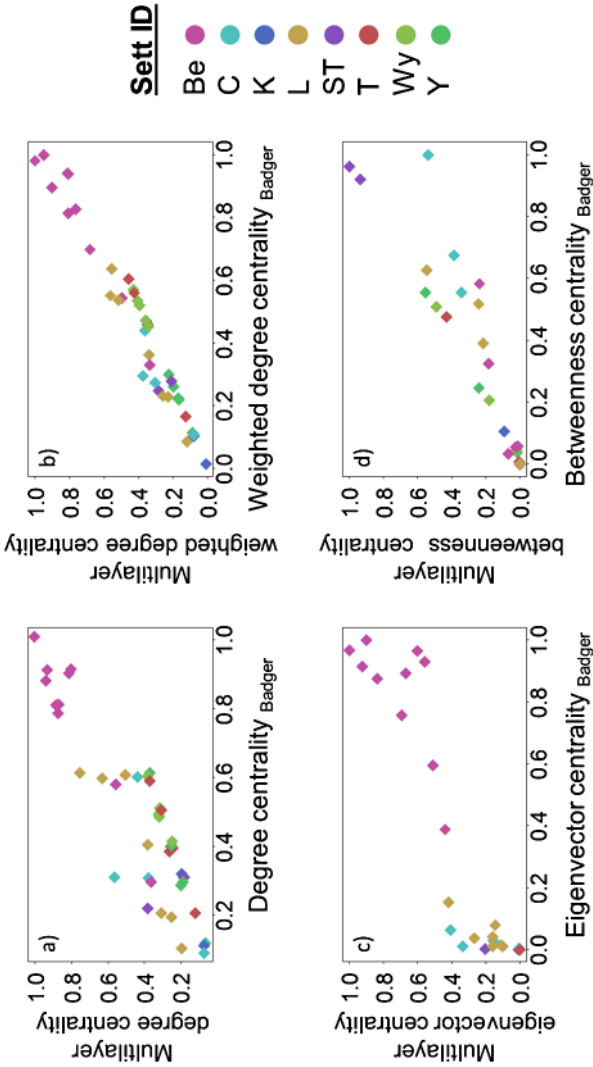 a)
Multilayer
degree centrality
1.0
0.8
0.6
0.4
0.2
0.2
0.4
0.6
0.8
1.0
Degree centrality Badger
b)
Multilayer
weighted degree centrality
1.0
0.8
0.6
0.4
0.2
0.0
0.0
0.2
0.4
0.6
0.8
1.0
Weighted degree centrality Badger
c)
Multilayer
eigenvector centrality
1.0
0.8
0.6
0.4
0.2
0.0
0.0
0.2
0.4
0.6
0.8
1.0
Eigenvector centrality Badger
d)
Multilayer
betweenness centrality
1.0
0.8
0.6
0.4
0.2
0.0
0.0
0.2
0.4
0.6
0.8
1.0
Betweenness centrality Badger
Sett ID
Be
C
K
L
ST
T
Wy
Y